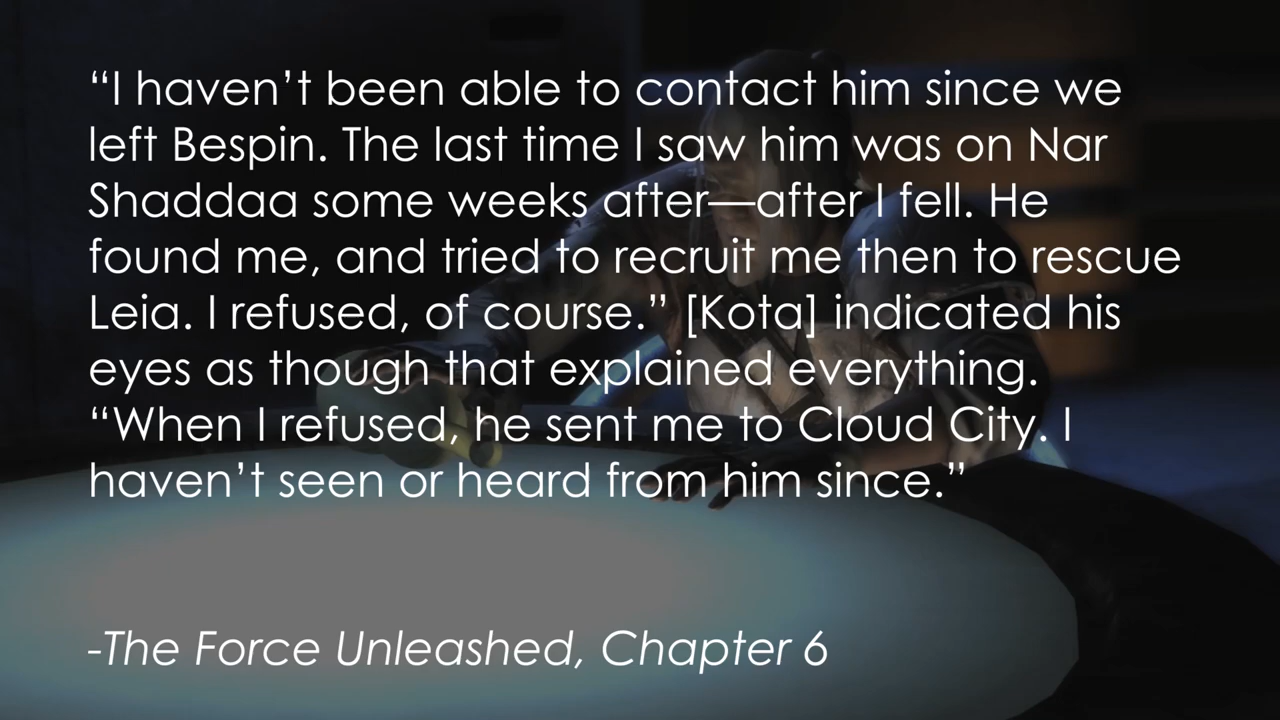 “I haven’t been able to contact him since we
left Bespin. The last time I saw him was on Nar
Shaddaa some weeks after—after I fell. He
found me, and tried to recruit me then to rescue
Leia. I refused, of course.” [Kota] indicated his
eyes as though that explained everything.
“When I refused, he sent me to Cloud City. I
haven’t seen or heard from him since.”
-The Force Unleashed, Chapter 6